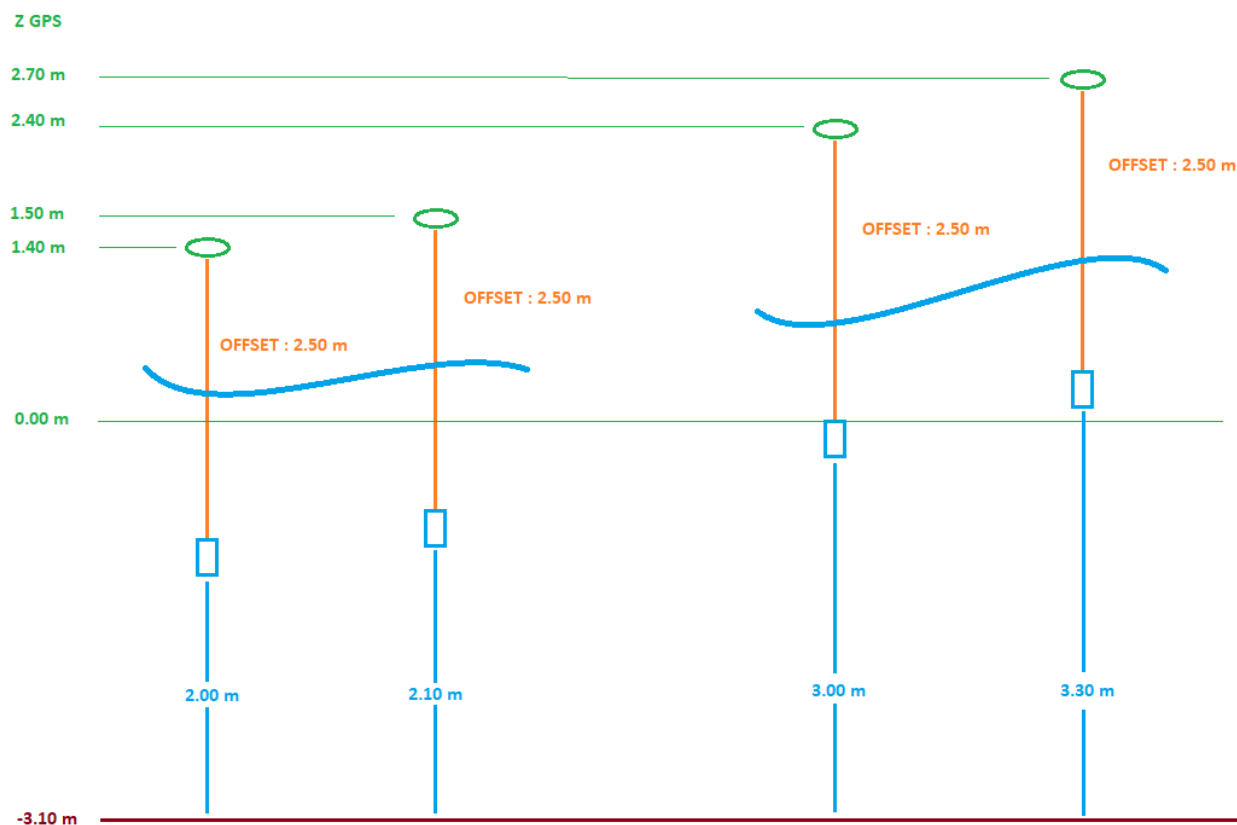 Z GPS
2.70 m
2.40 m
OFFSET : 2.50 m
1.50 m
OFFSET : 2.50 m
1.40 m
OFFSET : 2.50 m
OFFSET : 2.50 m
0.00 m
2.00 m
2.10 m
3.00 m
3.30 m
-3.10 m